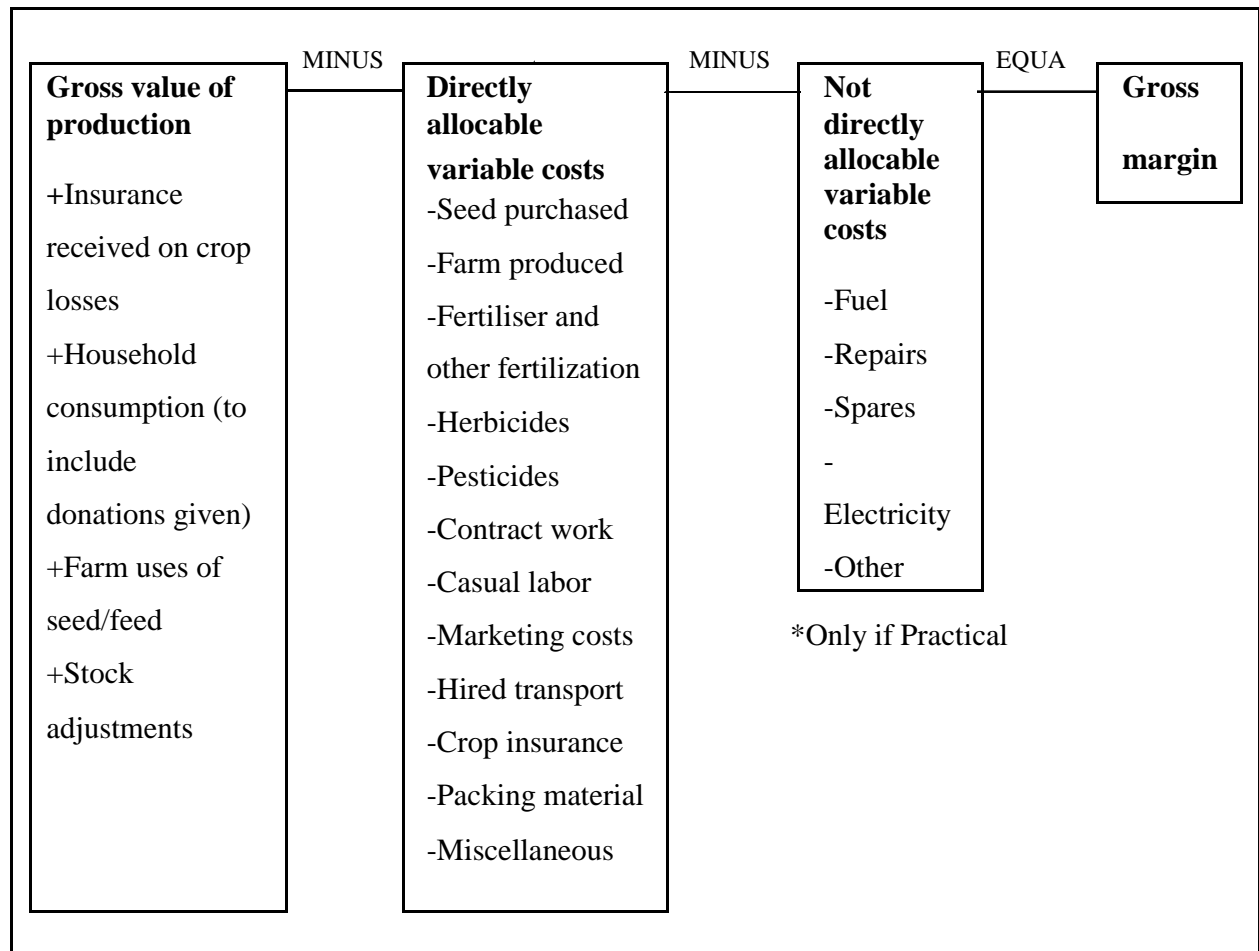 MINUS
MINUS
EQUA
Gross value of
production
+Insurance
received on crop
losses
+Household
consumption (to
include
donations given)
+Farm uses of
seed/feed
+Stock
adjustments
Directly
allocable
variable costs
-Seed purchased
-Farm produced
-Fertiliser and
other fertilization
-Herbicides
-Pesticides
-Contract work
-Casual labor
-Marketing costs
-Hired transport
-Crop insurance
-Packing material
-Miscellaneous
Not
directly
allocable
variable
costs
-Fuel
-Repairs
-Spares
-
Electricity
-Other
*Only if Practical
Gross
margin